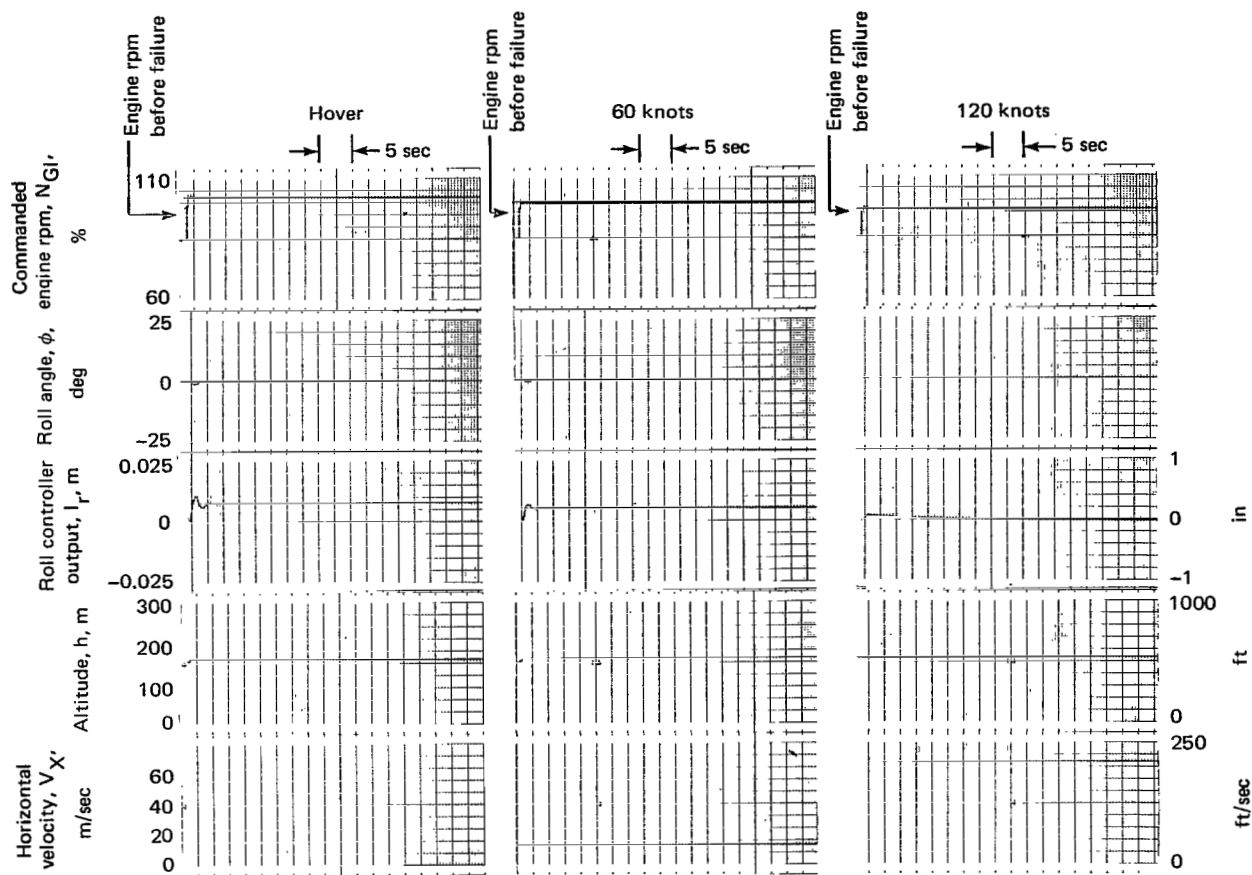 Engine rpm
before failure
Hover
5 sec
Engine rpm
before failure
60 knots
5 sec
Engine rpm
before failure
120 knots
5 sec
Commanded
engine rpm, N_GI,
%
110
60
Roll angle, ϕ,
deg
25
0
−25
Roll controller
output, l_r, m
0.025
0
−0.025
1
0
−1
in
Altitude, h, m
300
200
100
0
1000
0
ft
Horizontal
velocity, V_X,
m/sec
60
40
20
0
250
0
ft/sec